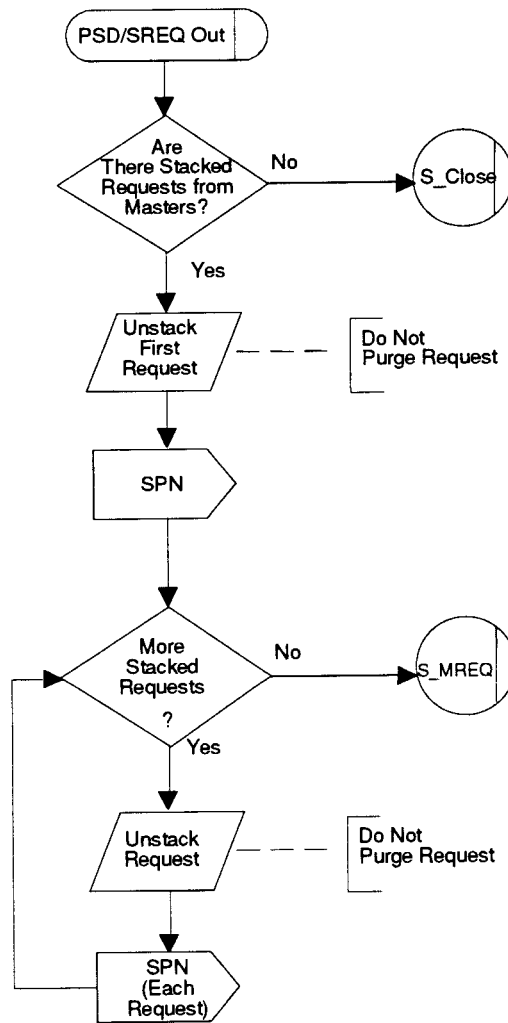 PSD/SREQ Out
Are
There Stacked
Requests from
Masters?
No
S_Close
Yes
Unstack
First
Request
Do Not
Purge Request
SPN
More
Stacked
Requests
?
No
S_MREQ
Yes
Unstack
Request
Do Not
Purge Request
SPN
(Each
Request)